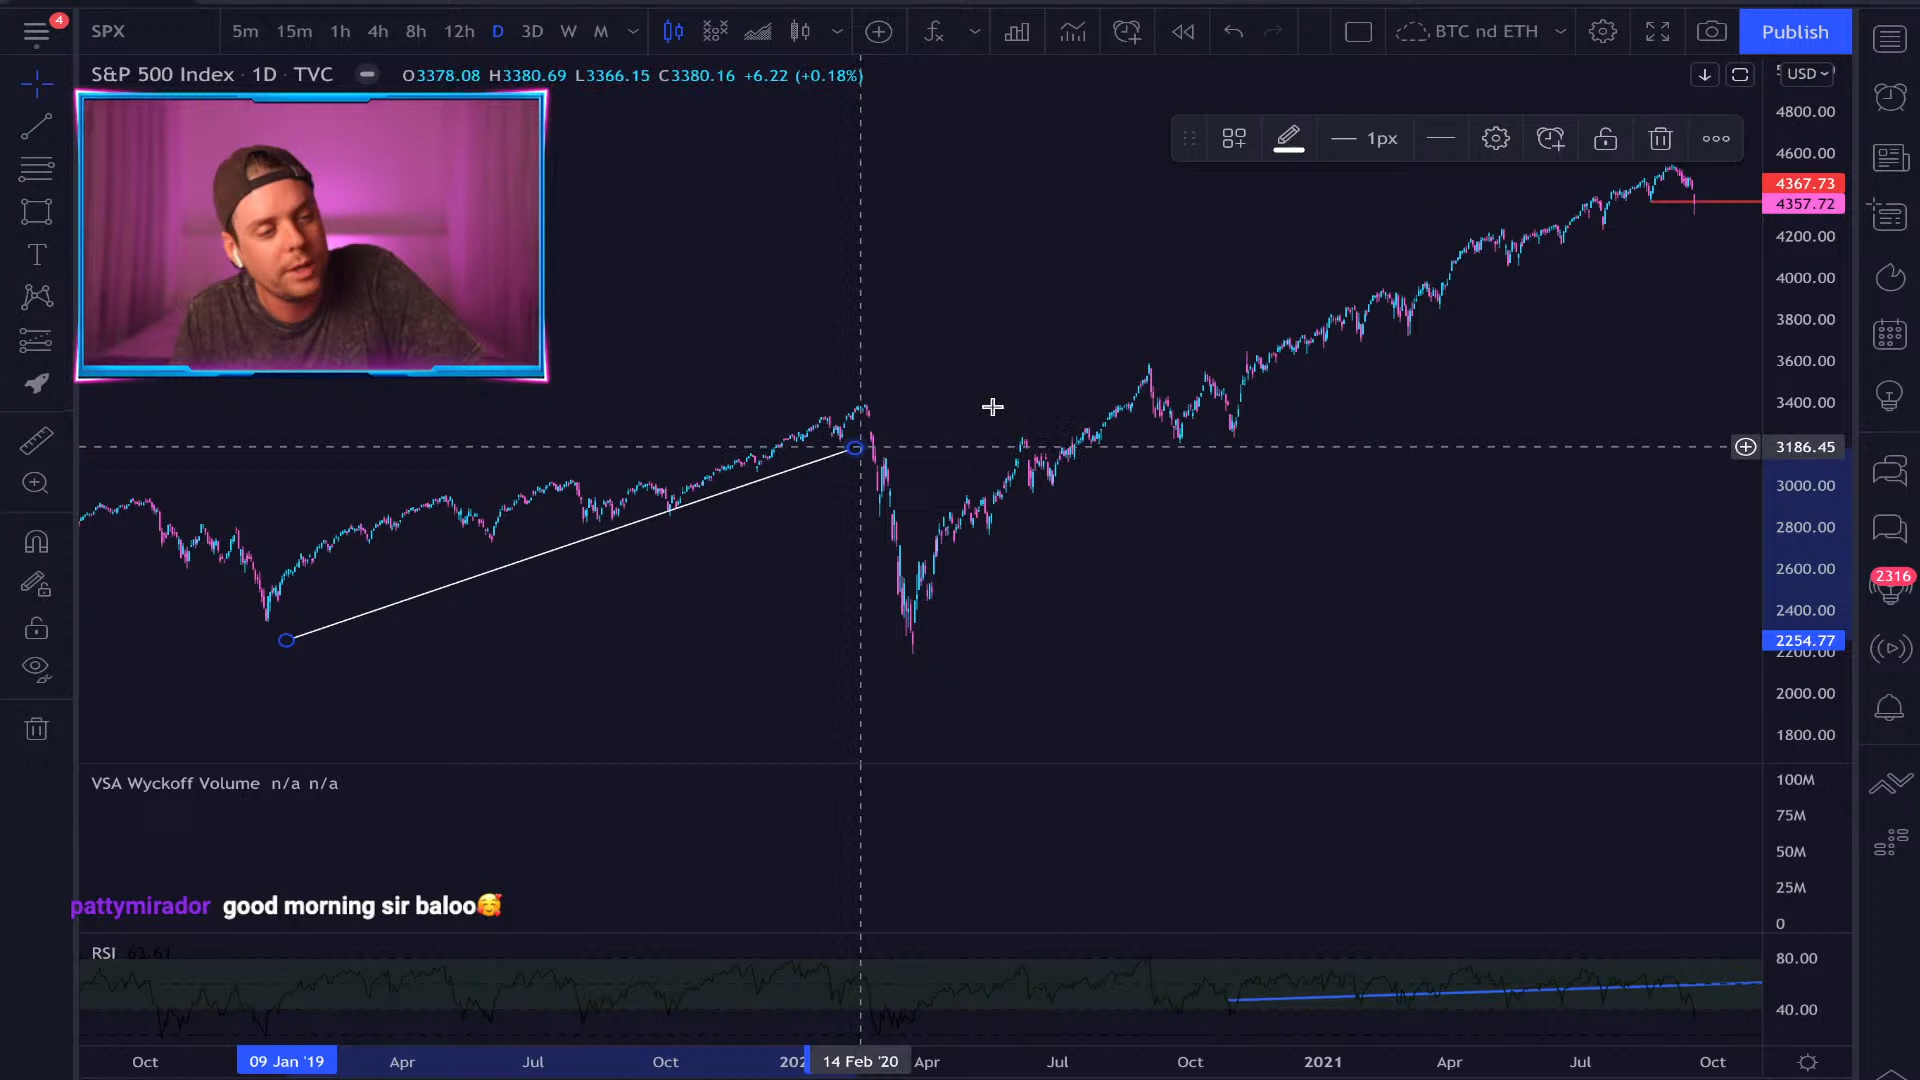 4
SPX
5m 15m 1h 4h 8h 12h D 3D W M
BTC nd ETH
Publish
S&P 500 Index · 1D · TVC
O3378.08 H3380.69 L3366.15 C3380.16 +6.22 (+0.18%)
USD
1px
4800.00
4600.00
4367.73
4357.72
4200.00
4000.00
3800.00
3600.00
3400.00
3186.45
3000.00
2800.00
2600.00
2400.00
2254.77
2200.00
2000.00
1800.00
2316
VSA Wyckoff Volume n/a n/a
100M
75M
50M
25M
0
pattymirador good morning sir baloo🥰
RSI 63.61
80.00
40.00
Oct 09 Jan '19 Apr Jul Oct 202 14 Feb '20 Apr Jul Oct 2021 Apr Jul Oct